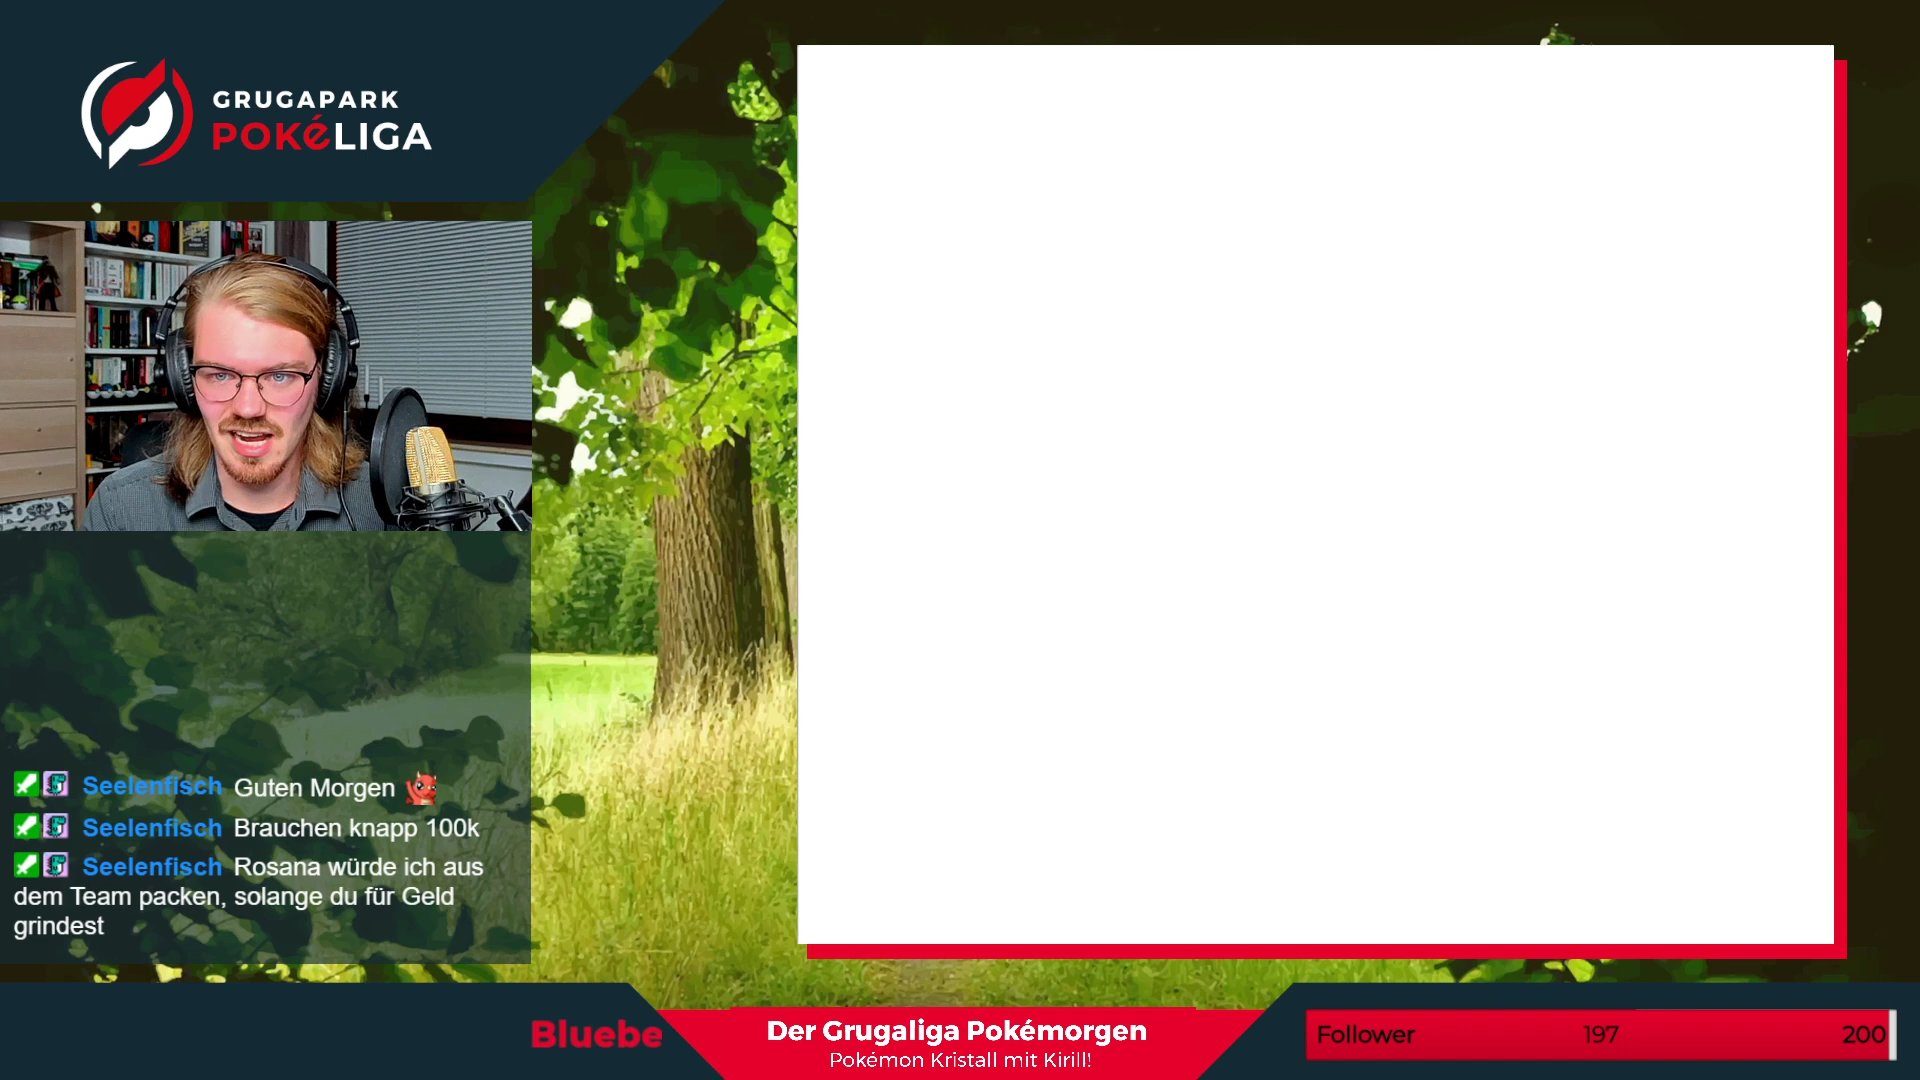 GRUGAPARK
POKéLIGA
Seelenfisch Guten Morgen
Seelenfisch Brauchen knapp 100k
Seelenfisch Rosana würde ich aus
dem Team packen, solange du für Geld
grindest
Bluebe
Der Grugaliga Pokémorgen
Pokémon Kristall mit Kirill!
Follower 197 200